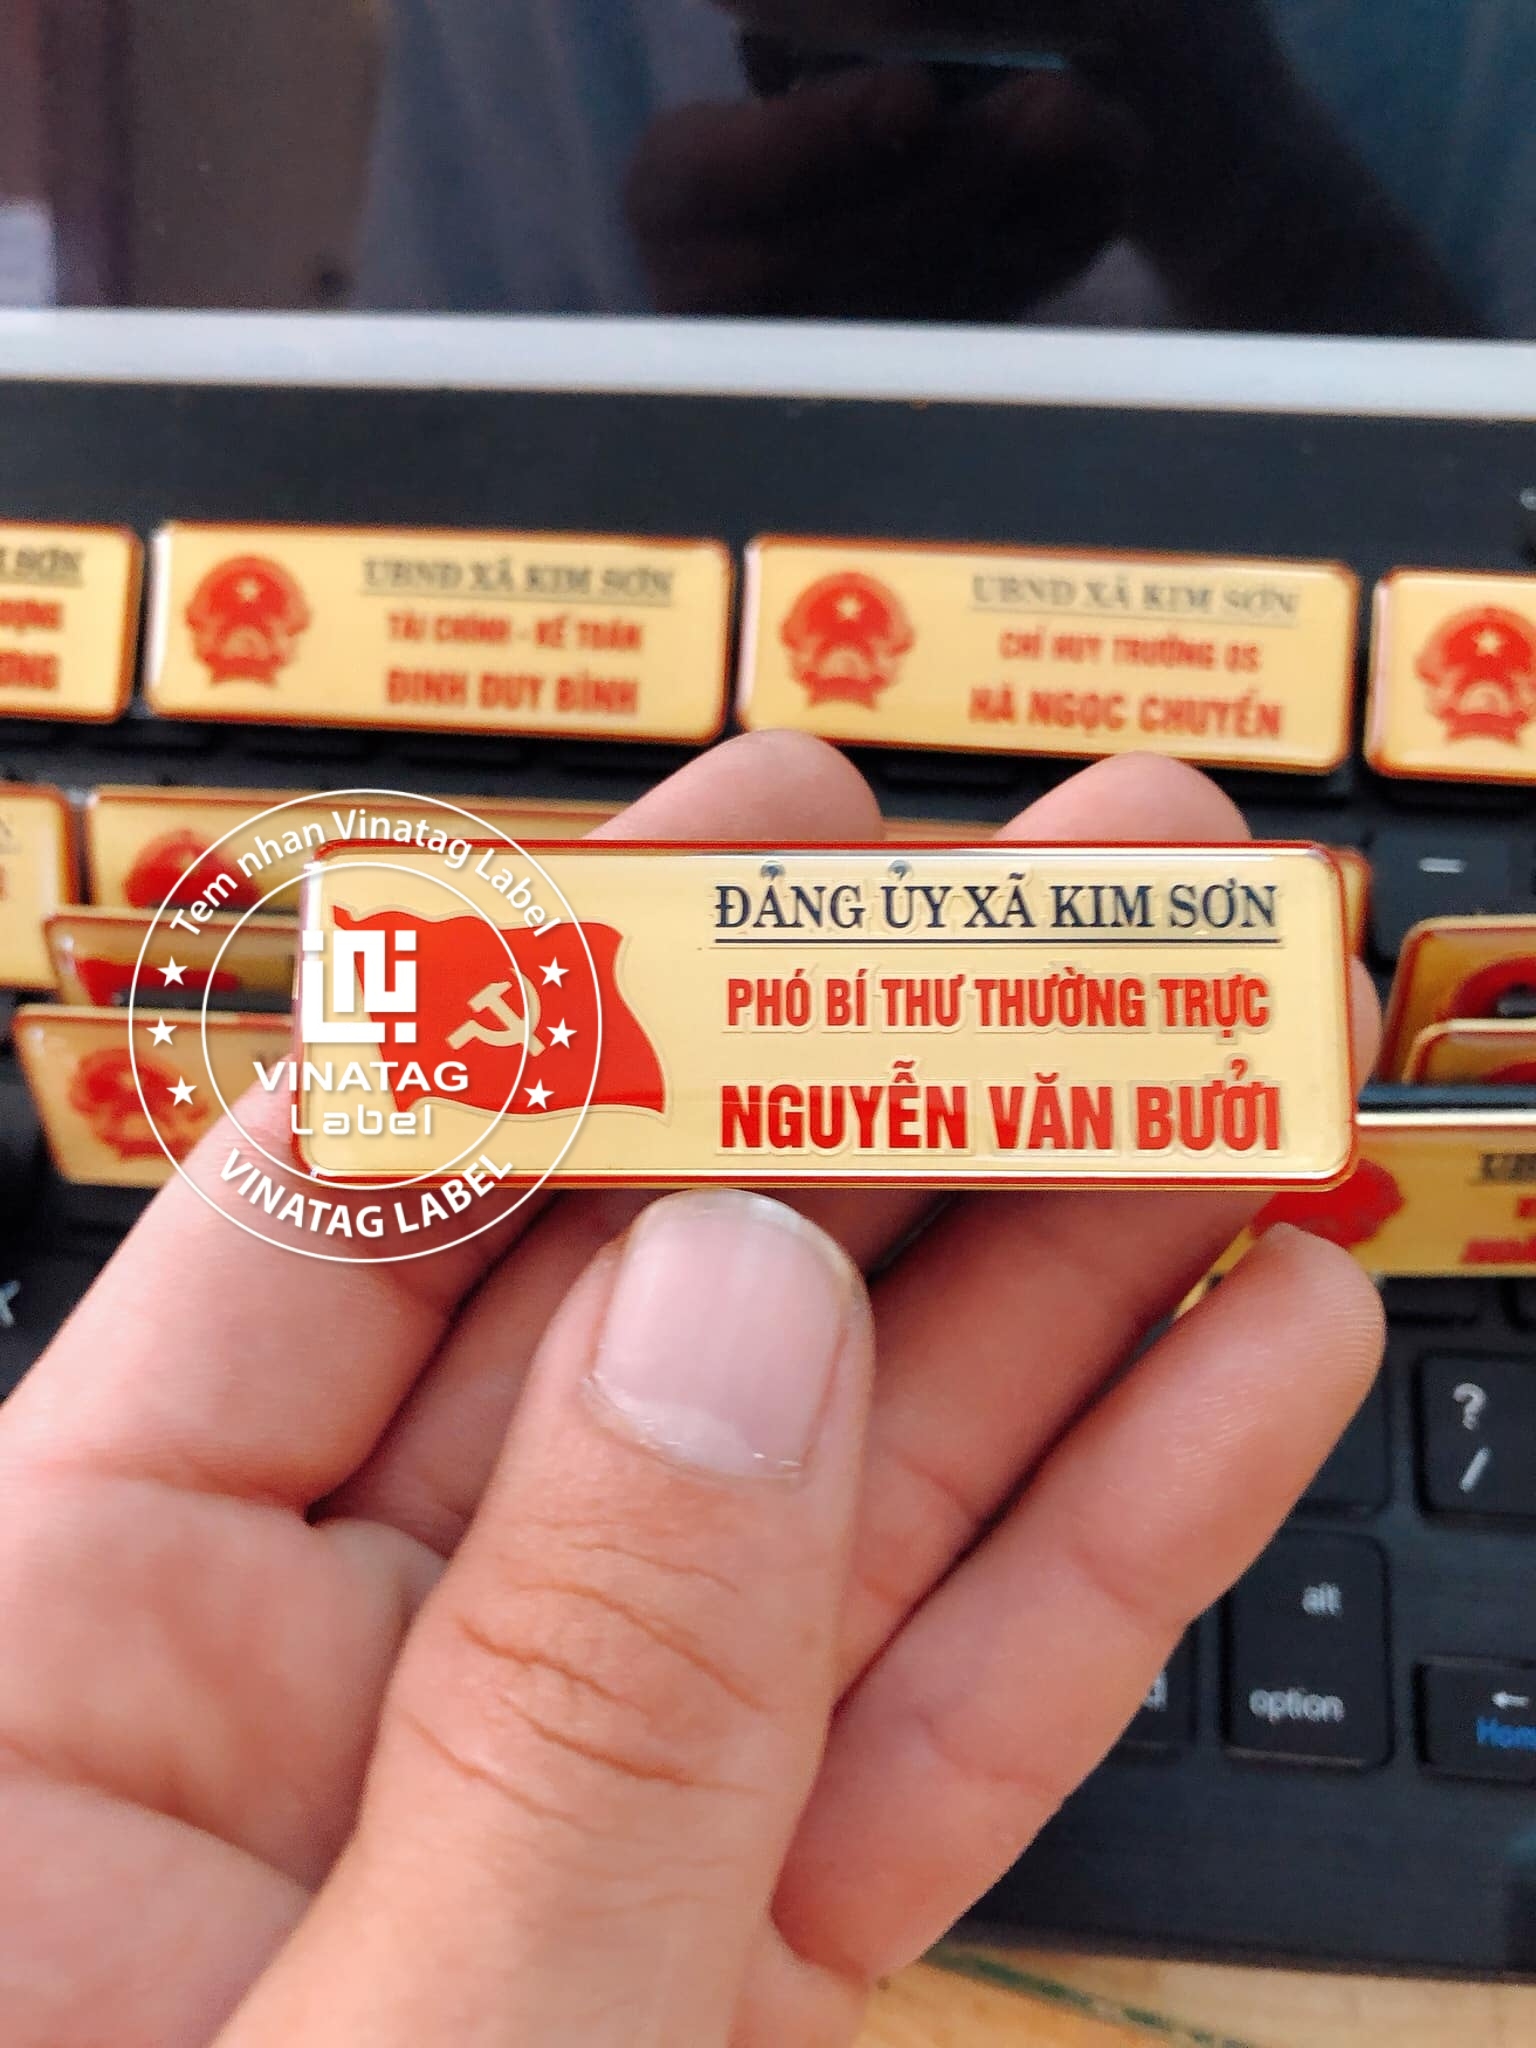 SƠN
UBND XÃ KIM SƠN
TÀI CHÍNH - KẾ TOÁN
ĐINH DUY BÌNH
UBND XÃ KIM SƠN
CHỈ HUY TRƯỞNG QS
HÀ NGỌC CHUYÊN
ĐẢNG ỦY XÃ KIM SƠN
PHÓ BÍ THƯ THƯỜNG TRỰC
NGUYỄN VĂN BƯỞI
Tem nhan Vinatag Label
VINATAG
Label
VINATAG LABEL
?
/
alt
option